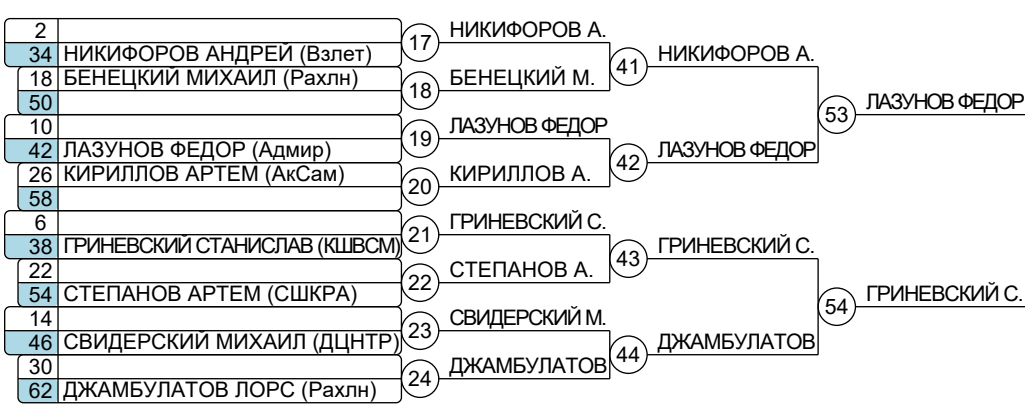 2
34 НИКИФОРОВ АНДРЕЙ (Взлет)
17
НИКИФОРОВ А.
18 БЕНЕЦКИЙ МИХАИЛ (Рахлн)
50
18
БЕНЕЦКИЙ М.
41
НИКИФОРОВ А.
10
42 ЛАЗУНОВ ФЕДОР (Адмир)
19
ЛАЗУНОВ ФЕДОР
26 КИРИЛЛОВ АРТЕМ (АкСам)
58
20
КИРИЛЛОВ А.
42
ЛАЗУНОВ ФЕДОР
53
ЛАЗУНОВ ФЕДОР
6
38 ГРИНЕВСКИЙ СТАНИСЛАВ (КШВСМ)
21
ГРИНЕВСКИЙ С.
22
54 СТЕПАНОВ АРТЕМ (СШКРА)
22
СТЕПАНОВ А.
43
ГРИНЕВСКИЙ С.
14
46 СВИДЕРСКИЙ МИХАИЛ (ДЦНТР)
23
СВИДЕРСКИЙ М.
30
62 ДЖАМБУЛАТОВ ЛОРС (Рахлн)
24
ДЖАМБУЛАТОВ
44
ДЖАМБУЛАТОВ
54
ГРИНЕВСКИЙ С.